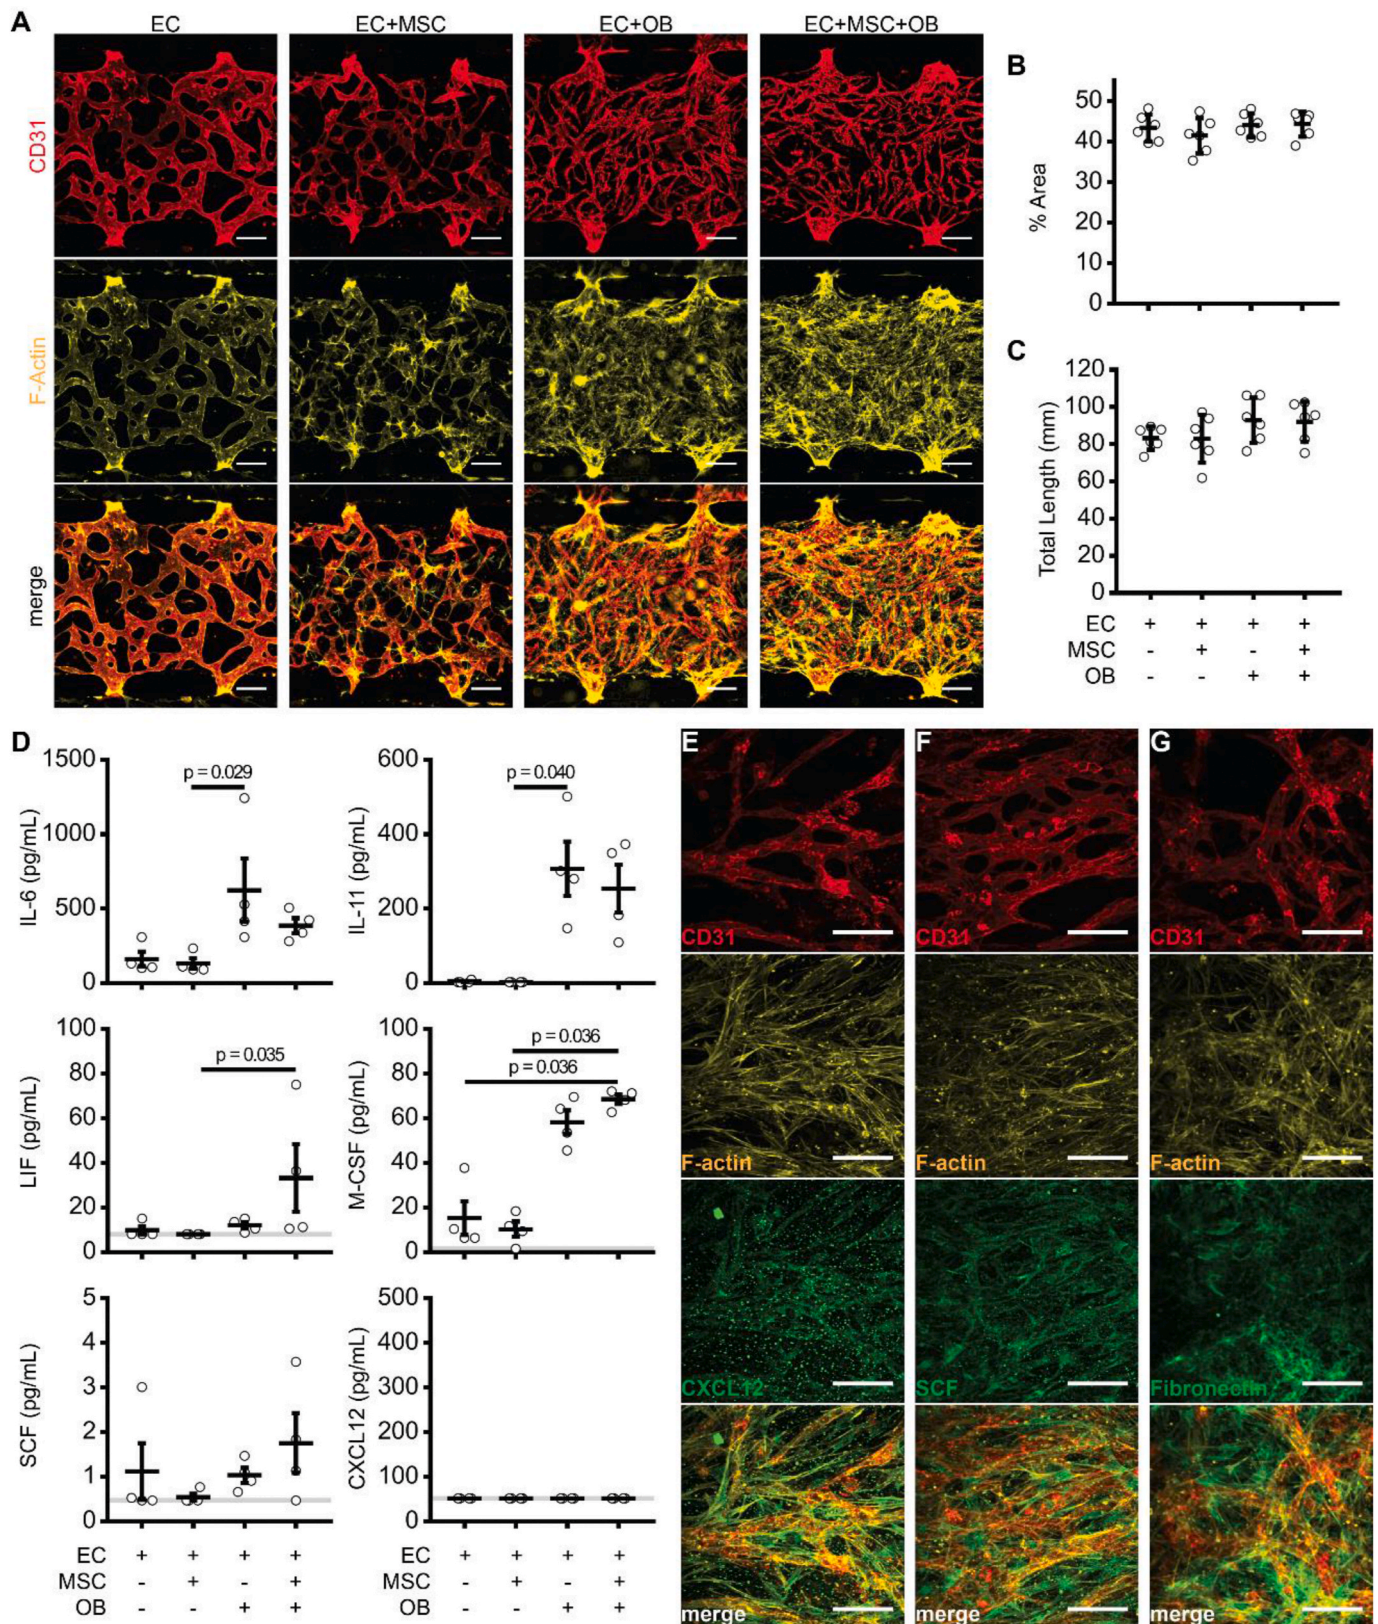 A
EC
EC+MSC
EC+OB
EC+MSC+OB
CD31
F-Actin
merge
B
50
40
30
20
10
0
% Area
C
120
100
80
60
40
20
0
Total Length (mm)
EC + + + +
MSC - + - +
OB - - + +
D
1500
1000
500
0
IL-6 (pg/mL)
p = 0.029
600
400
200
0
IL-11 (pg/mL)
p = 0.040
100
80
60
40
20
0
LIF (pg/mL)
p = 0.035
100
80
60
40
20
0
M-CSF (pg/mL)
p = 0.036
p = 0.036
5
4
3
2
1
0
SCF (pg/mL)
500
400
300
200
100
0
CXCL12 (pg/mL)
EC + + + +
MSC - + - +
OB - - + +
EC + + + +
MSC - + - +
OB - - + +
E
CD31
F-actin
CXCL12
merge
F
CD31
F-actin
SCF
merge
G
CD31
F-actin
Fibronectin
merge